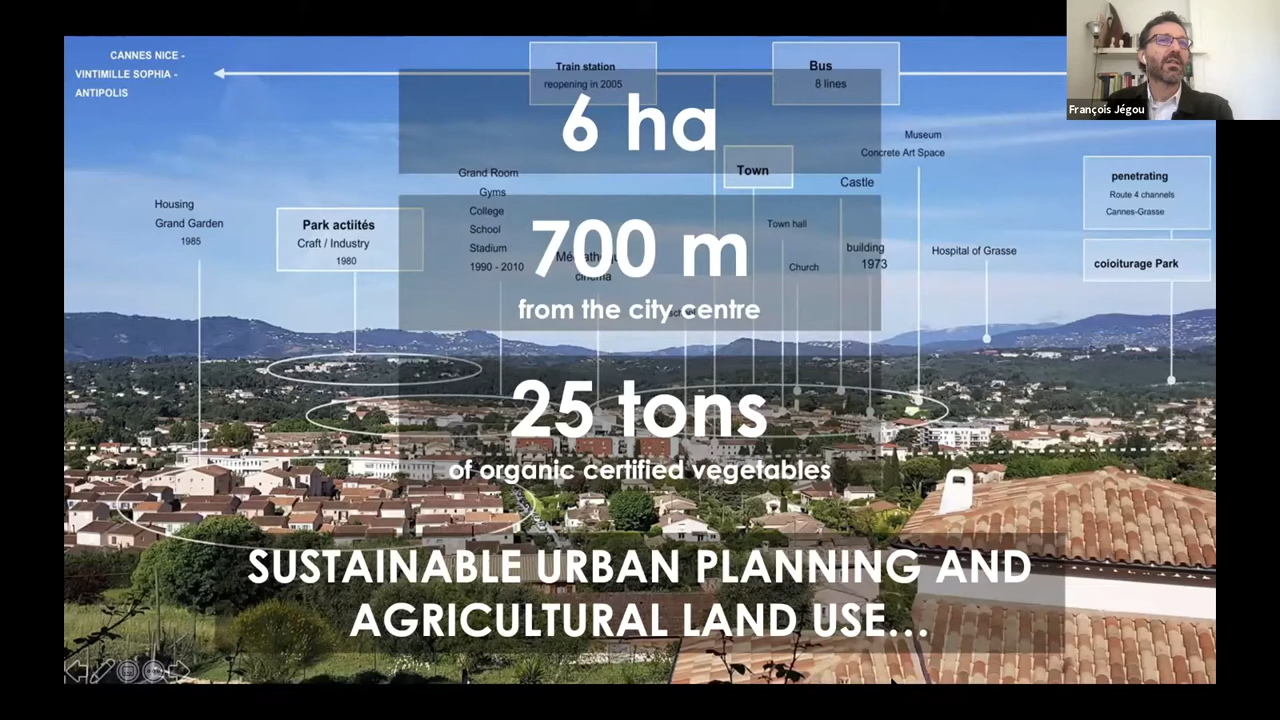 CANNES NICE -
VINTIMILLE SOPHIA -
ANTIPOLIS
Train station
reopening in 2005
Bus
8 lines
François Jégou
6 ha
Museum
Concrete Art Space
Town
Castle
penetrating
Route 4 channels
Cannes-Grasse
Grand Room
Gyms
College
School
Stadium
1990 - 2010
Housing
Grand Garden
1985
Park actiités
Craft / Industry
1980
700 m
Médiathèque
cinema
Town hall
Church
building
1973
Hospital of Grasse
coioiturage Park
from the city centre
25 tons
of organic certified vegetables
SUSTAINABLE URBAN PLANNING AND
AGRICULTURAL LAND USE...